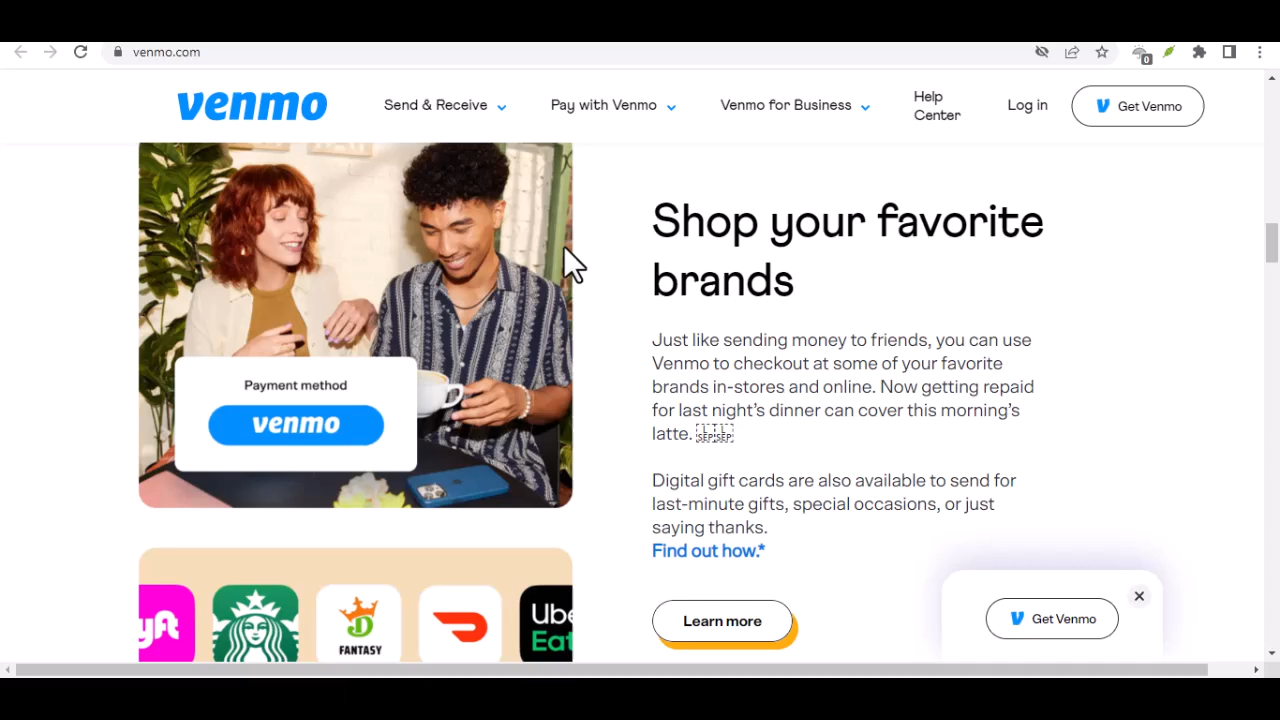 venmo.com
0
venmo
Send & Receive
Pay with Venmo
Venmo for Business
Help
Center
Log in
Get Venmo
Shop your favorite
brands
Just like sending money to friends, you can use
Venmo to checkout at some of your favorite
brands in-stores and online. Now getting repaid
for last night’s dinner can cover this morning’s
latte.
Payment method
venmo
Digital gift cards are also available to send for
last-minute gifts, special occasions, or just
saying thanks.
Find out how.*
Learn more
Get Venmo
lyft
FANTASY
Uber
Eats